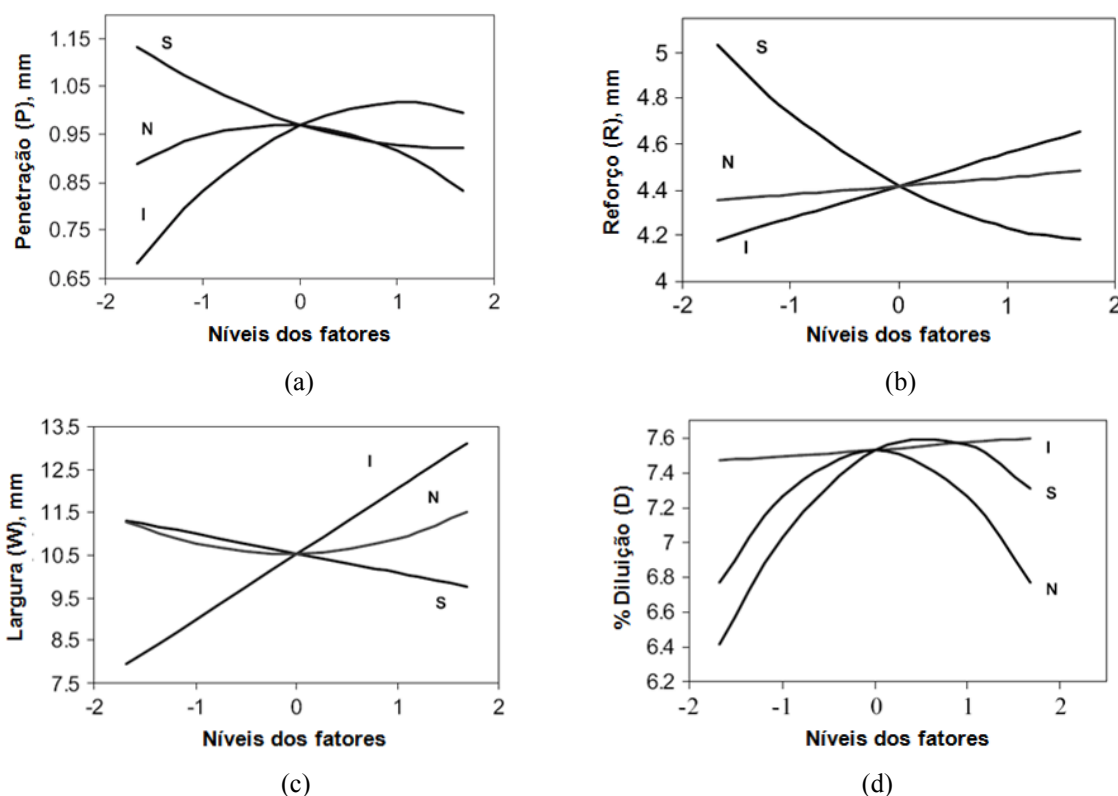 Penetração (P), mm
1.15
1.05
0.95
0.85
0.75
0.65
S
N
I
-2 -1 0 1 2
Níveis dos fatores
(a)
Reforço (R), mm
5
4.8
4.6
4.4
4.2
4
S
N
I
-2 -1 0 1 2
Níveis dos fatores
(b)
Largura (W), mm
13.5
12.5
11.5
10.5
9.5
8.5
7.5
I
N
S
-2 -1 0 1 2
Níveis dos fatores
(c)
% Diluição (D)
7.6
7.4
7.2
7
6.8
6.6
6.4
6.2
I
S
N
-2 -1 0 1 2
Níveis dos fatores
(d)